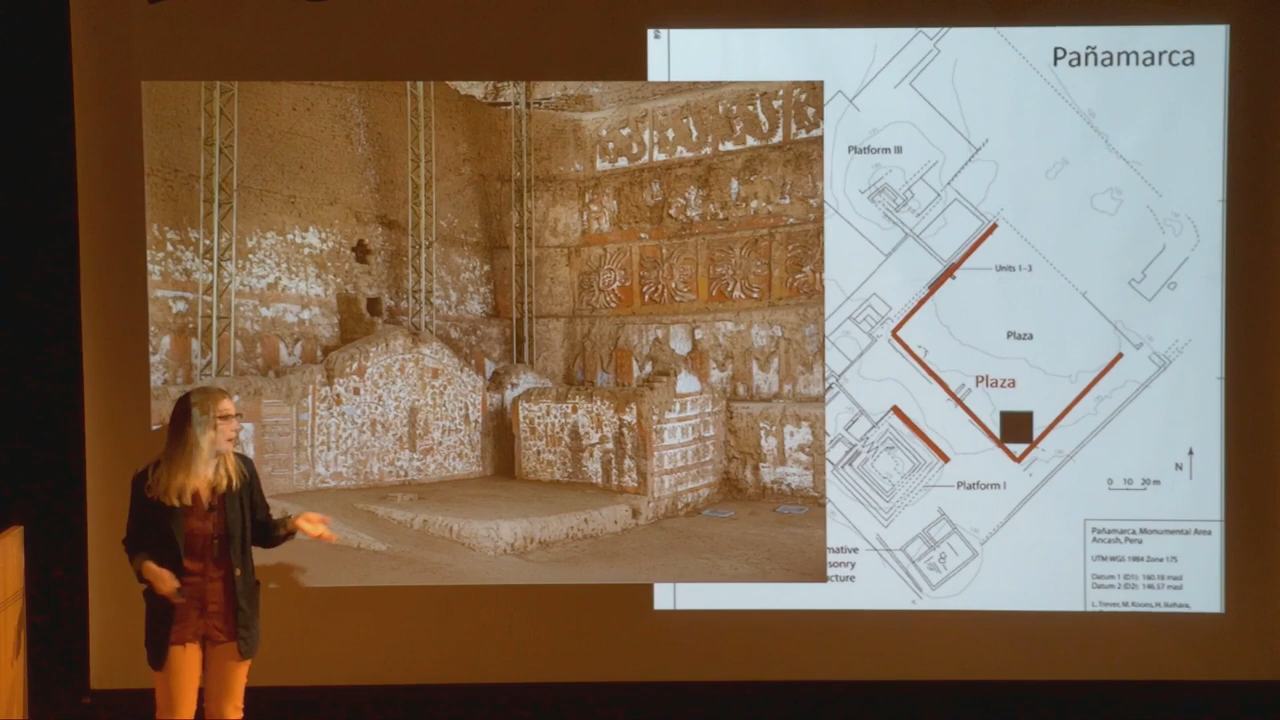 Pañamarca
Platform III
Units 1-3
Plaza
Plaza
Platform I
N
0 10 20 m
mative
sonry
cture
Pañamarca, Monumental Area
Ancash, Peru
UTM:WGS 1984 Zone 17S
Datum 1 (D1): 160.18 masl
Datum 2 (D2): 146.57 masl
L. Trever, M. Koons, H. Ikehara,